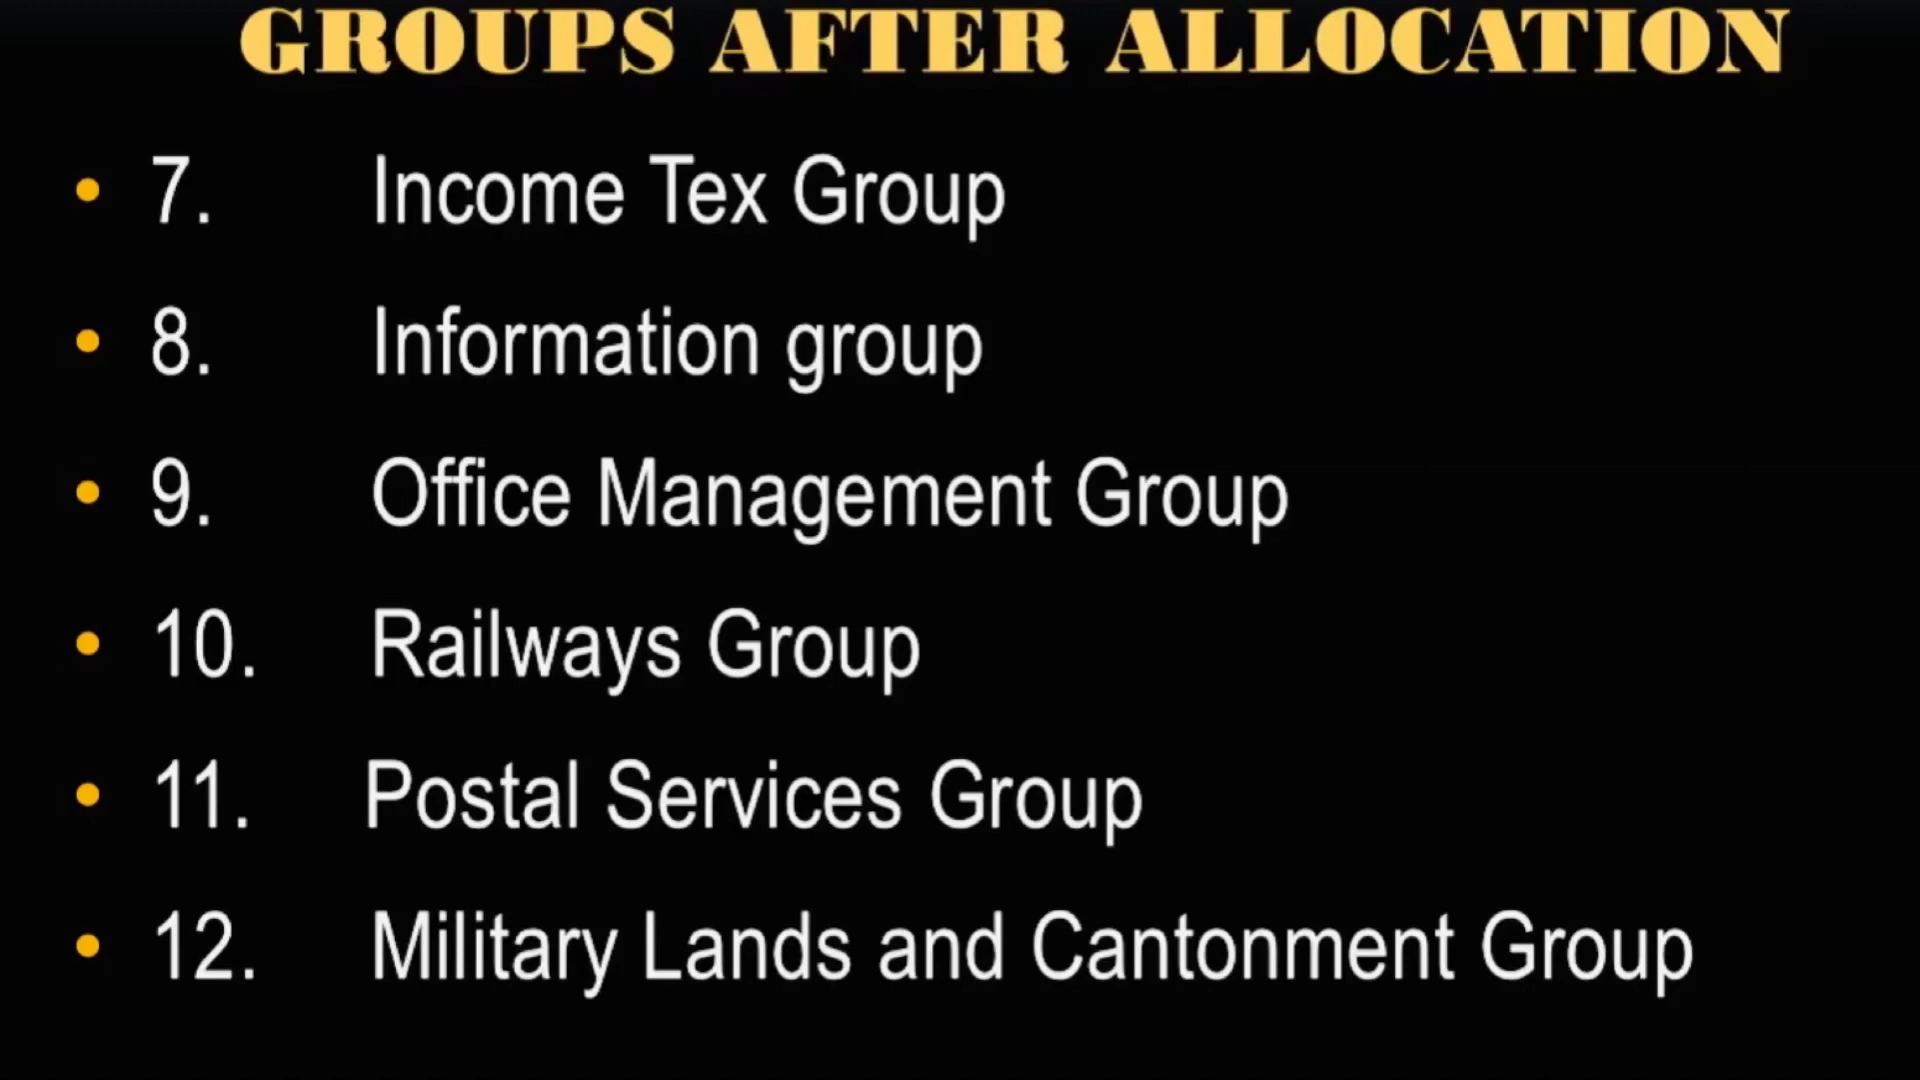 GROUPS AFTER ALLOCATION
• 7. Income Tex Group
• 8. Information group
• 9. Office Management Group
• 10. Railways Group
• 11. Postal Services Group
• 12. Military Lands and Cantonment Group